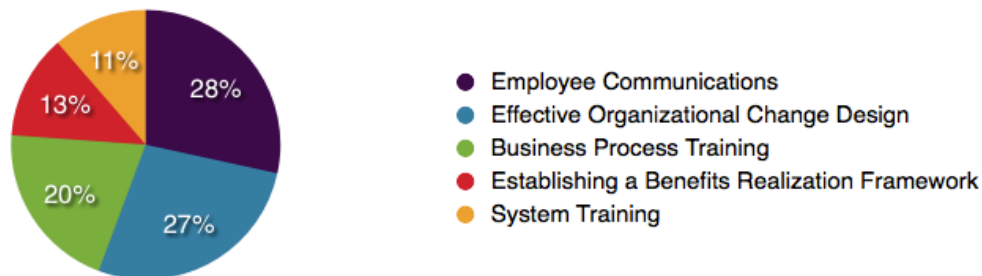 11%
28%
13%
20%
27%
Employee Communications
Effective Organizational Change Design
Business Process Training
Establishing a Benefits Realization Framework
System Training